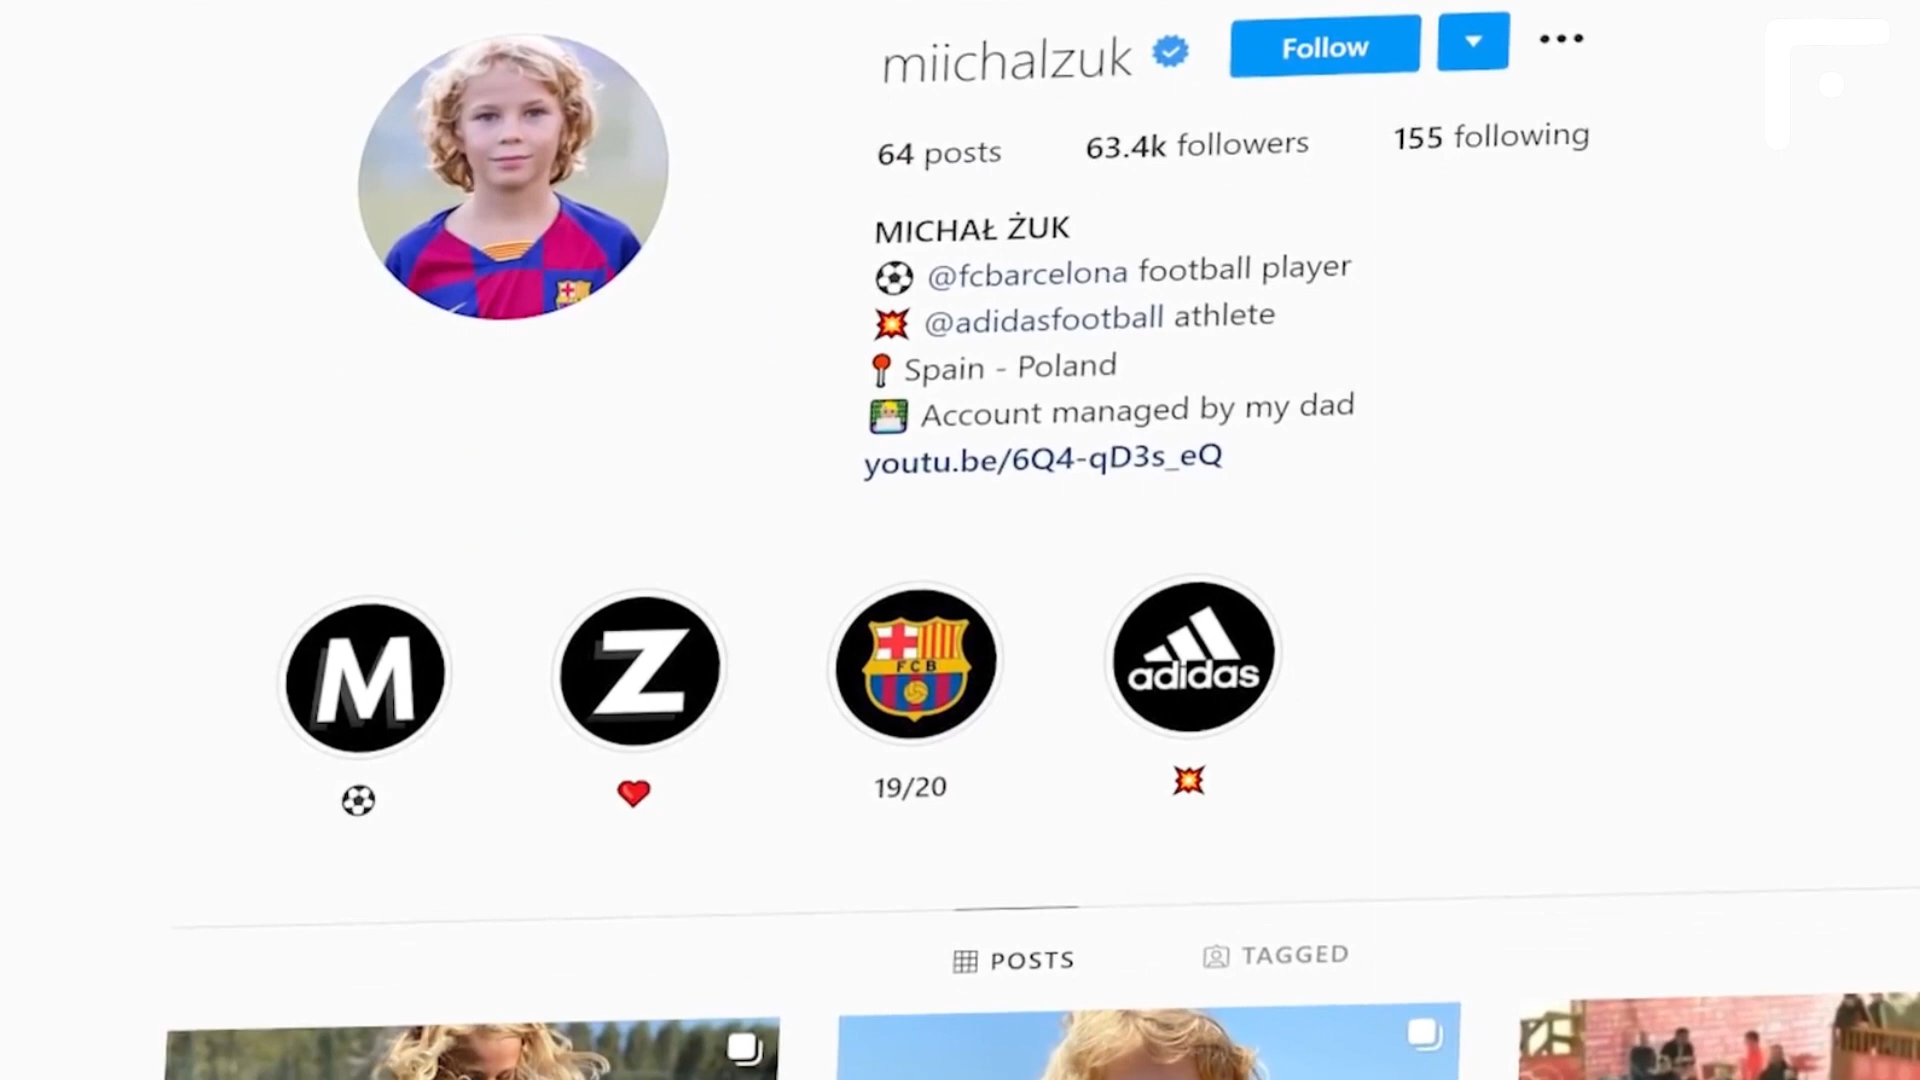 miichalzuk Follow
64 posts 63.4k followers 155 following
MICHAŁ ŻUK
@fcbarcelona football player
@adidasfootball athlete
Spain - Poland
Account managed by my dad
youtu.be/6Q4-qD3s_eQ
M Z FCB adidas
19/20
POSTS TAGGED